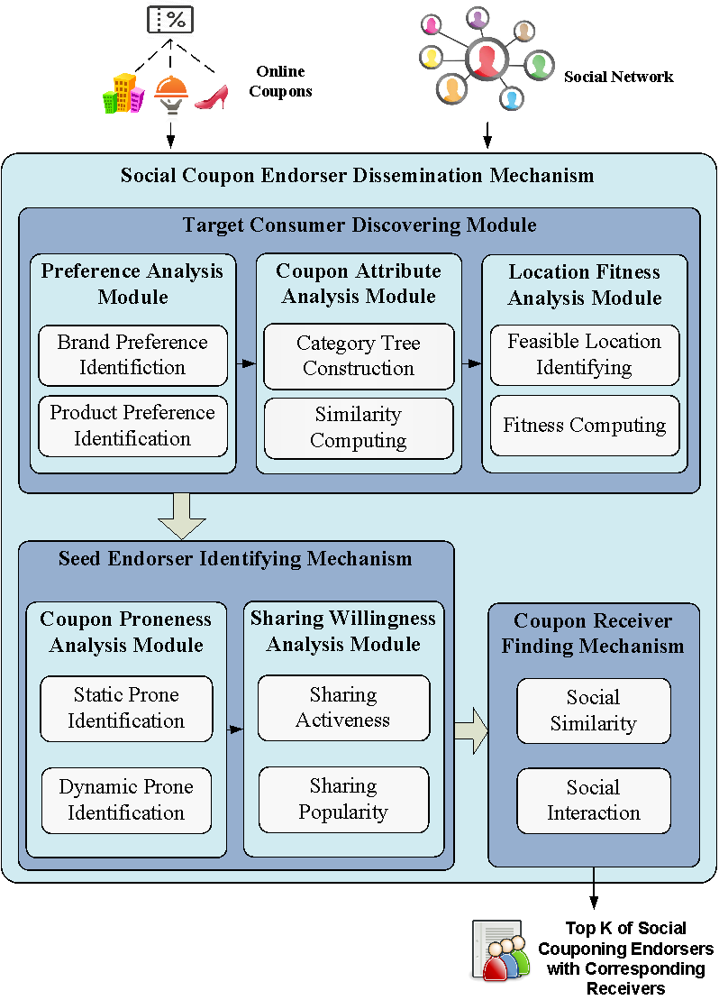 %
Online
Coupons
Social Network
Social Coupon Endorser Dissemination Mechanism
Target Consumer Discovering Module
Preference Analysis
Module
Brand Preference
Identifiction
Product Preference
Identification
Coupon Attribute
Analysis Module
Category Tree
Construction
Similarity
Computing
Location Fitness
Analysis Module
Feasible Location
Identifying
Fitness Computing
Seed Endorser Identifying Mechanism
Coupon Proneness
Analysis Module
Static Prone
Identification
Dynamic Prone
Identification
Sharing Willingness
Analysis Module
Sharing
Activeness
Sharing
Popularity
Coupon Receiver
Finding Mechanism
Social
Similarity
Social
Interaction
Top K of Social
Couponing Endorsers
with Corresponding
Receivers